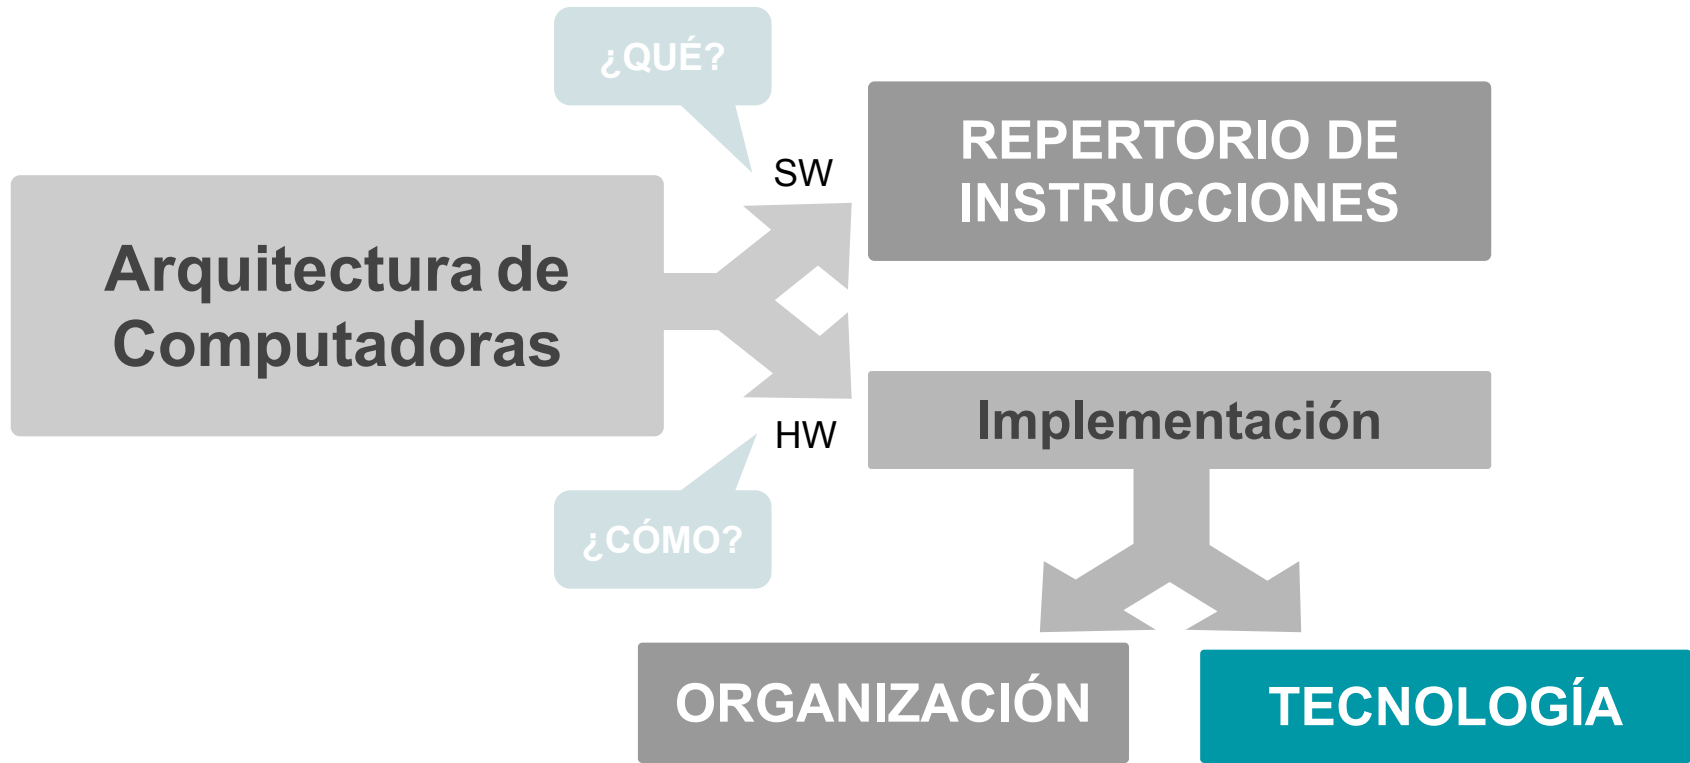 ¿QUÉ?
SW
REPERTORIO DE
INSTRUCCIONES
Arquitectura de
Computadoras
HW
Implementación
¿CÓMO?
ORGANIZACIÓN
TECNOLOGÍA